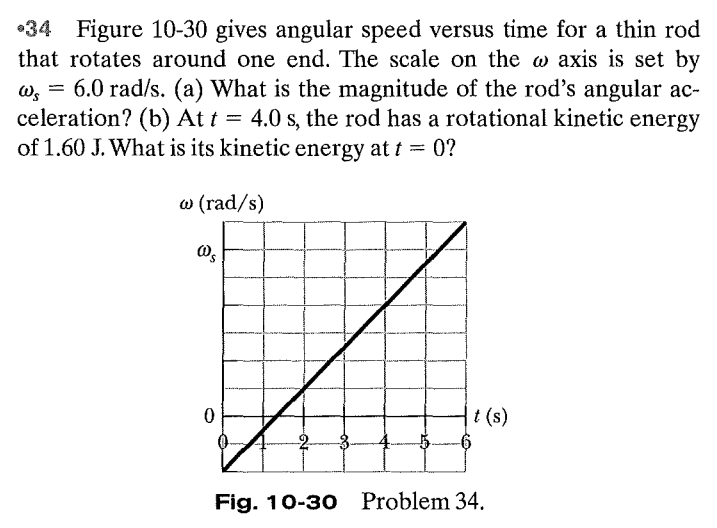 •34 Figure 10-30 gives angular speed versus time for a thin rod
that rotates around one end. The scale on the ω axis is set by
ωs = 6.0 rad/s. (a) What is the magnitude of the rod's angular ac-
celeration? (b) At t = 4.0 s, the rod has a rotational kinetic energy
of 1.60 J. What is its kinetic energy at t = 0?
ω (rad/s)
ωs
0 t (s)
0 1 2 3 4 5 6
Fig. 10-30 Problem 34.